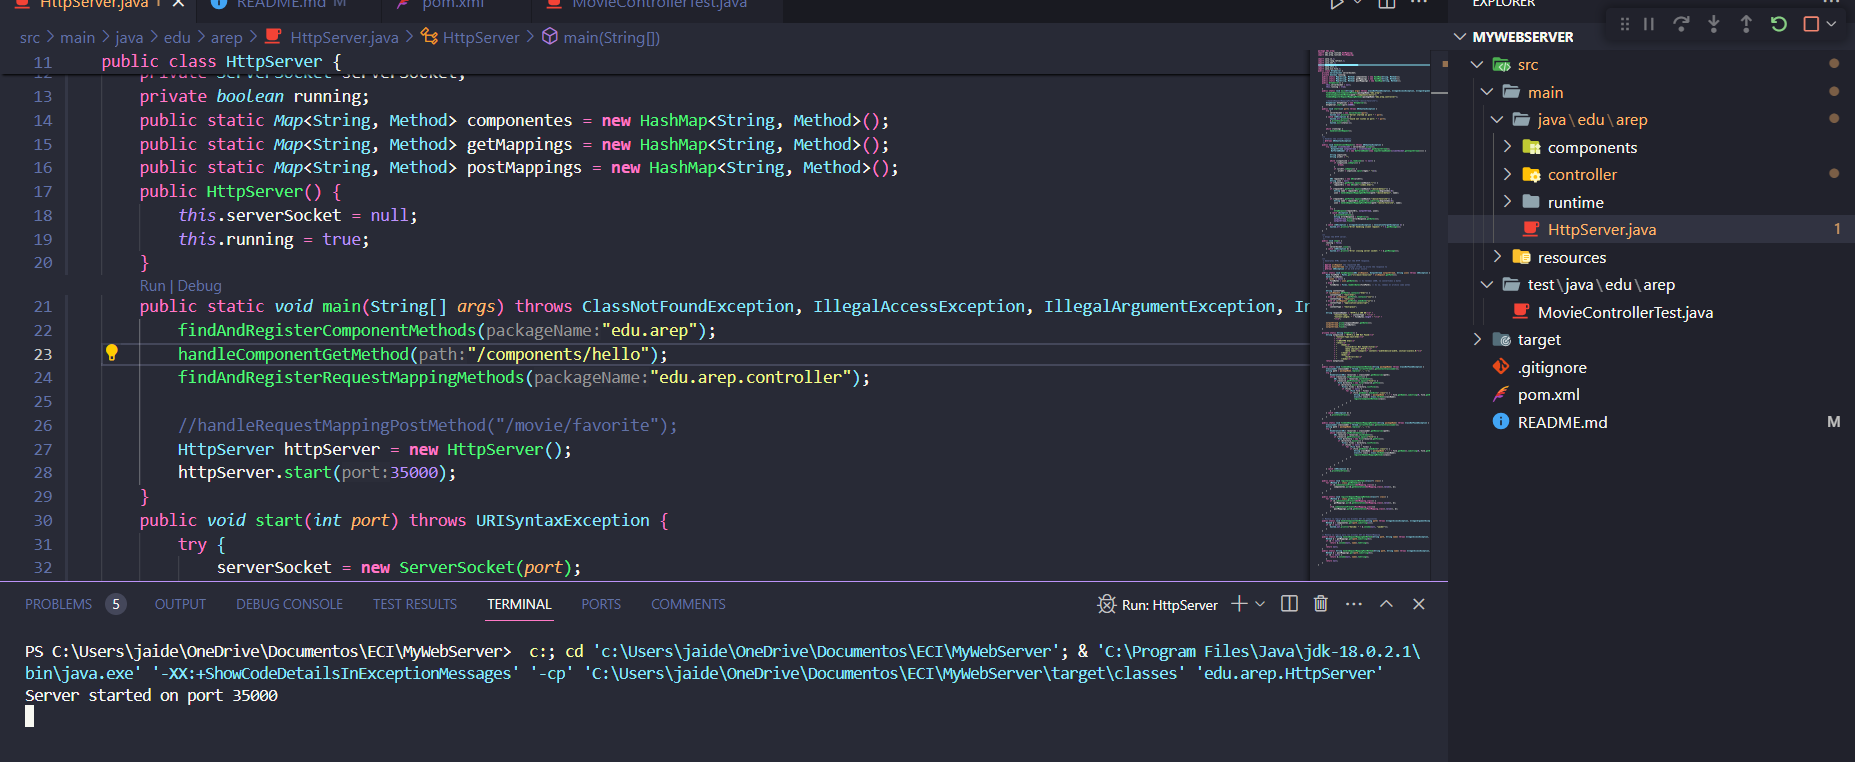 HttpServer.java 1
README.md M
pom.xml
MovieControllerTest.java
src > main > java > edu > arep > HttpServer.java > HttpServer > main(String[])
11 public class HttpServer {
12 private ServerSocket serverSocket;
13 private boolean running;
14 public static Map<String, Method> componentes = new HashMap<String, Method>();
15 public static Map<String, Method> getMappings = new HashMap<String, Method>();
16 public static Map<String, Method> postMappings = new HashMap<String, Method>();
17 public HttpServer() {
18 this.serverSocket = null;
19 this.running = true;
20 }
Run | Debug
21 public static void main(String[] args) throws ClassNotFoundException, IllegalAccessException, IllegalArgumentException, In
22 findAndRegisterComponentMethods(packageName:"edu.arep");
23 handleComponentGetMethod(path:"/components/hello");
24 findAndRegisterRequestMappingMethods(packageName:"edu.arep.controller");
25
26 //handleRequestMappingPostMethod("/movie/favorite");
27 HttpServer httpServer = new HttpServer();
28 httpServer.start(port:35000);
29 }
30 public void start(int port) throws URISyntaxException {
31 try {
32 serverSocket = new ServerSocket(port);
PROBLEMS 5 OUTPUT DEBUG CONSOLE TEST RESULTS TERMINAL PORTS COMMENTS
Run: HttpServer
PS C:\Users\jaide\OneDrive\Documentos\ECI\MyWebServer> c:; cd 'c:\Users\jaide\OneDrive\Documentos\ECI\MyWebServer'; & 'C:\Program Files\Java\jdk-18.0.2.1\
bin\java.exe' '-XX:+ShowCodeDetailsInExceptionMessages' '-cp' 'C:\Users\jaide\OneDrive\Documentos\ECI\MyWebServer\target\classes' 'edu.arep.HttpServer'
Server started on port 35000
EXPLORER
MYWEBSERVER
src
main
java\edu\arep
components
controller
runtime
HttpServer.java 1
resources
test\java\edu\arep
MovieControllerTest.java
target
.gitignore
pom.xml
README.md M